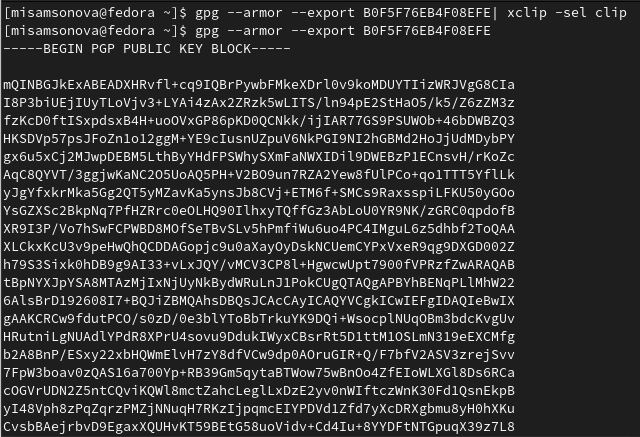 [misamsonova@fedora ~]$ gpg --armor --export B0F5F76EB4F08EFE| xclip -sel clip
[misamsonova@fedora ~]$ gpg --armor --export B0F5F76EB4F08EFE
-----BEGIN PGP PUBLIC KEY BLOCK-----
mQINBGJkExABEADXHRvfl+cq9IQBrPywbFMkeXDrl0v9koMDUYTIizWRJVgG8CIa
I8P3biUEjIUyTLoVjv3+LYAi4zAx2ZRzk5wLITS/ln94pE2StHaO5/k5/Z6zZM3z
fzKcD0ftISxpdsxB4H+uoOVxGP86pKD0QCNkk/ijIAR77GS9PSUWOb+46bDWBZQ3
HKSDVp57psJFoZn1o12ggM+YE9cIusnUZpuV6NkPGI9NI2hGBMd2HoJjUdMDybPY
gx6u5xCj2MJwpDEBM5LthByYHdFPSWhySXmFaNWXIDil9DWEBzP1ECnsvH/rKoZc
AqC8QYVT/3ggjwKaNC2O5UoAQ5PH+V2BO9un7RZA2Yew8fUlPCo+qo1TTT5YflLk
yJgYfxkrMka5Gg2QT5yMZavKa5ynsJb8CVj+ETM6f+SMCs9RaxsspiLFKU50yGOo
YsGZXSc2BkpNq7PfHZRrc0eOLHQ90IlhxyTQffGz3AbLoU0YR9NK/zGRC0qpdofB
XR9I3P/Vo7hSwFCPWBD8MOfSeTBvSLv5hPmfiWu6uo4PC4IMguL6z5dhbf2ToQAA
XLCkxKcU3v9peHwQhQCDDAGopjc9u0aXayOyDskNCUemCYPxVxeR9qg9DXGD002Z
h79S3Sixk0hDB9g9AI33+vLxJQY/vMCV3CP8l+HgwcwUpt7900fVPRzfZwARAQAB
tBpNYXJpYSA8MTAzMjIxNjUyNkBydWRuLnJ1PokCUgQTAQgAPBYhBENqPLlMhW22
6AlsBrD192608I7+BQJiZBMQAhsDBQsJCAcCAyICAQYVCgkICwIEFgIDAQIeBwIX
gAAKCRCw9fdutPCO/s0zD/0e3blYToBbTrkuYK9DQi+WsocplNUqOBm3bdcKvgUv
HRutniLgNUAdlYPdR8XPrU4sovu9DdukIWyxCBsrRt5D1ttM1OSLmN319eEXCMfg
b2A8BnP/ESxy22xbHQWmElvH7zY8dfVCw9dp0AOruGIR+Q/F7bfV2ASV3zrejSvv
7FpW3boav0zQAS16a700Yp+RB39Gm5qytaBTWow75wBnOo4ZfEIoWLXGl8Ds6RCa
cOGVrUDN2Z5ntCQviKQWl8mctZahcLeglLxDzE2yv0nWIftczWnK30Fd1QsnEkpB
yI48Vph8zPqZqrzPMZjNNuqH7RKzIjpqmcEIYPDVd1Zfd7yXcDRXgbmu8yH0hXKu
CvsbBAejrbvD9EgaxXQUHvKT59BEtG58uoVidv+Cd4Iu+8YYDFtNTGpuqX39z7L8